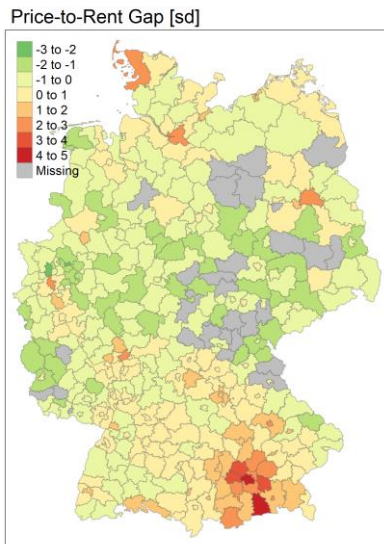 Price-to-Rent Gap [sd]
-3 to -2
-2 to -1
-1 to 0
0 to 1
1 to 2
2 to 3
3 to 4
4 to 5
Missing